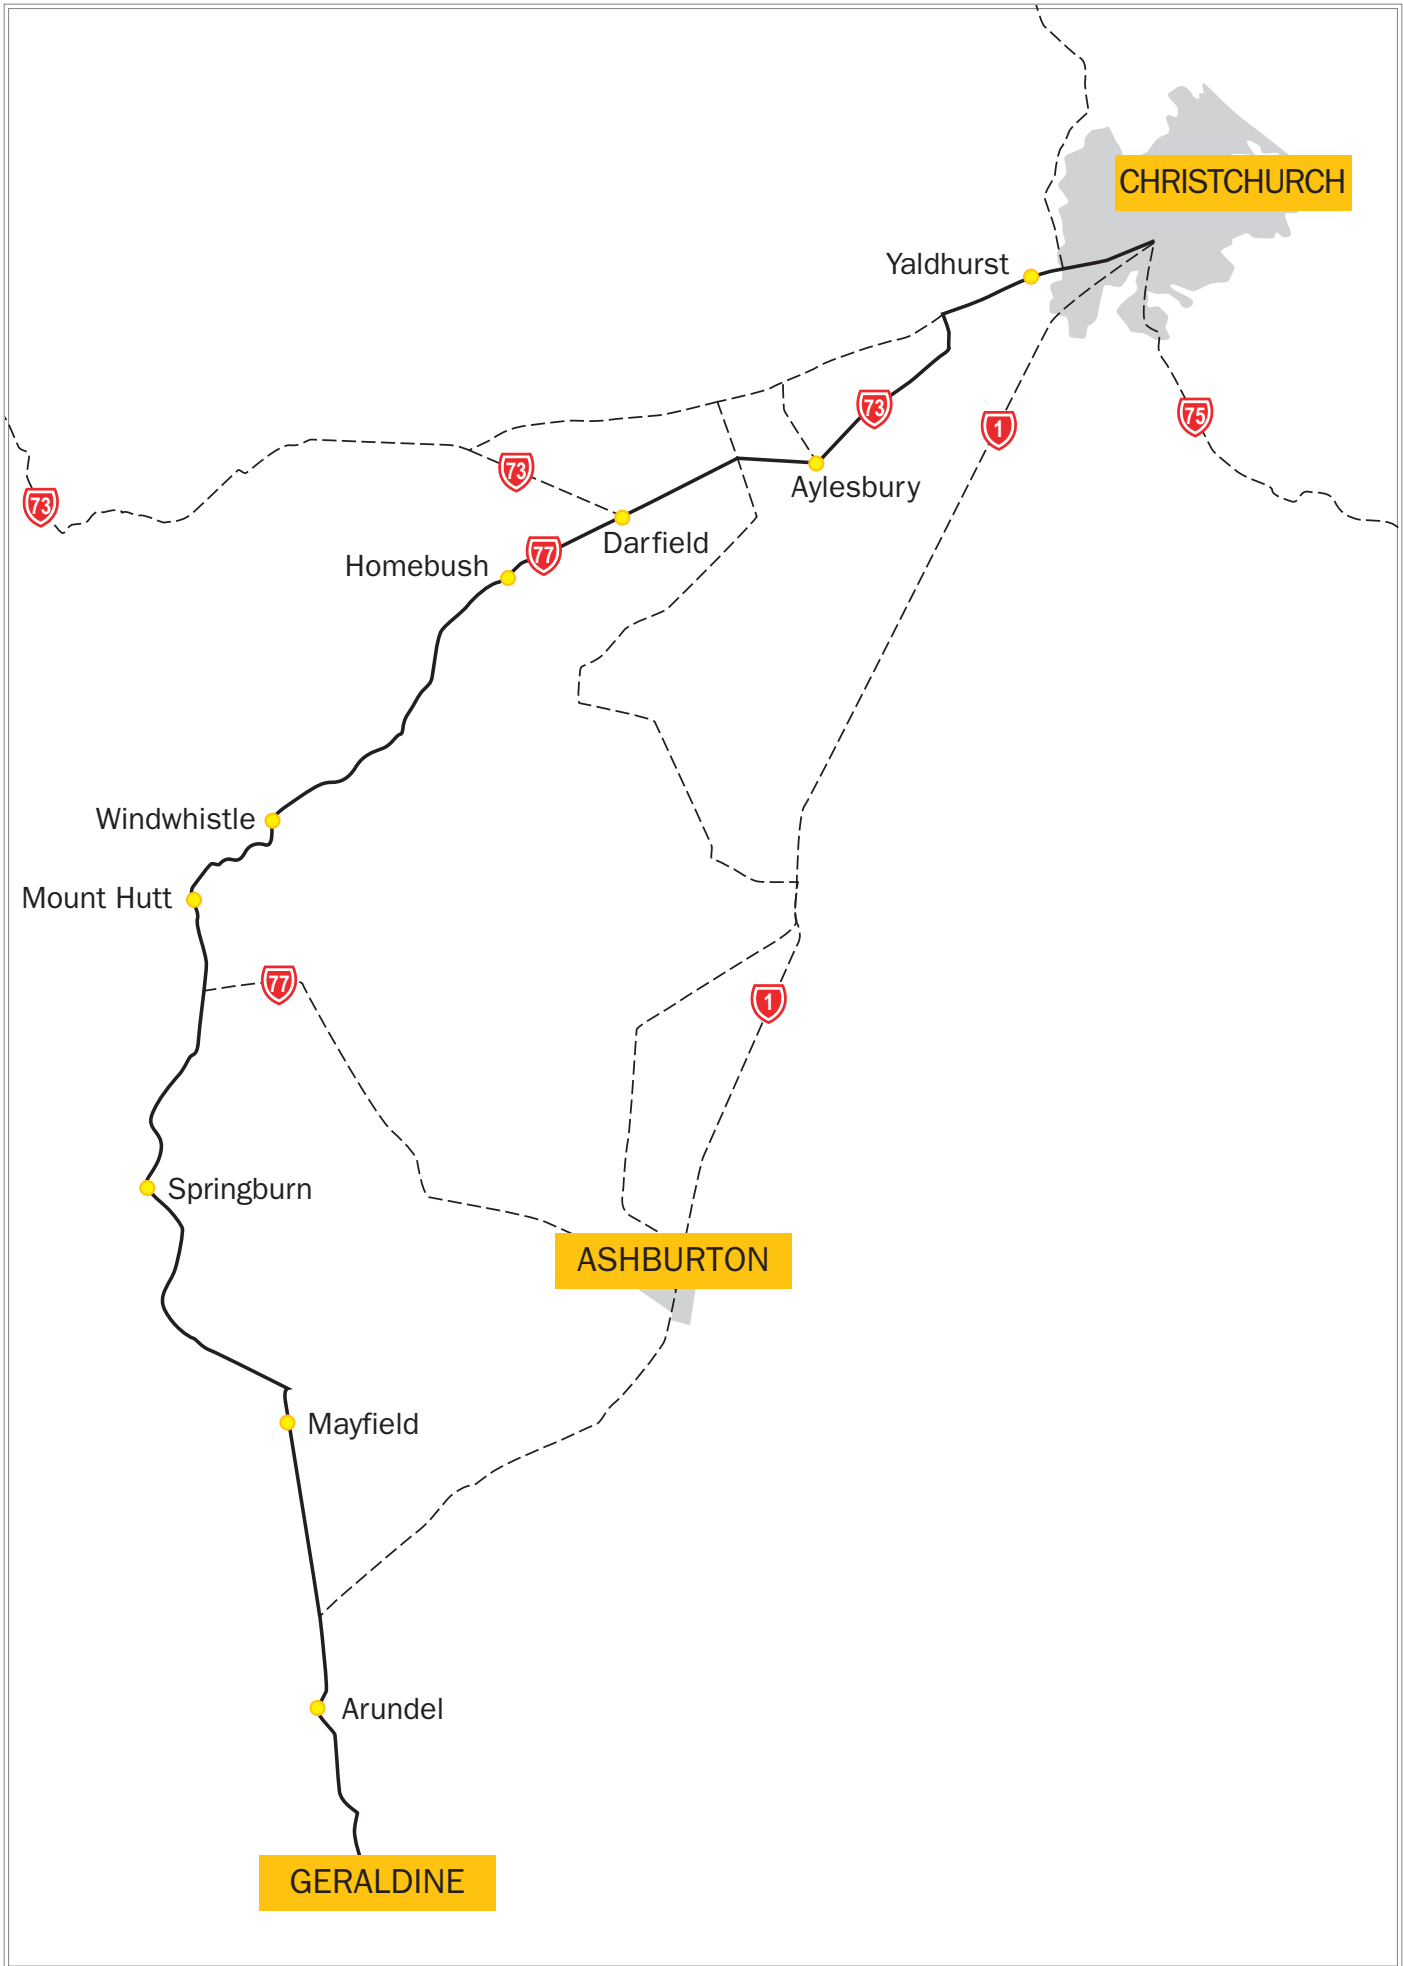 CHRISTCHURCH
Yaldhurst
73
75
1
Aylesbury
73
73
Darfield
77
Homebush
Windwhistle
Mount Hutt
77
1
Springburn
ASHBURTON
Mayfield
Arundel
GERALDINE